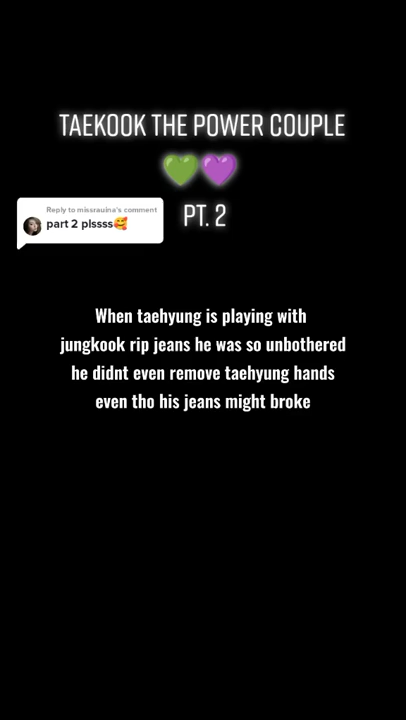 TAEKOOK THE POWER COUPLE
💚💜
PT. 2
Reply to missrauina's comment
part 2 plssss🥰
When taehyung is playing with
jungkook rip jeans he was so unbothered
he didnt even remove taehyung hands
even tho his jeans might broke